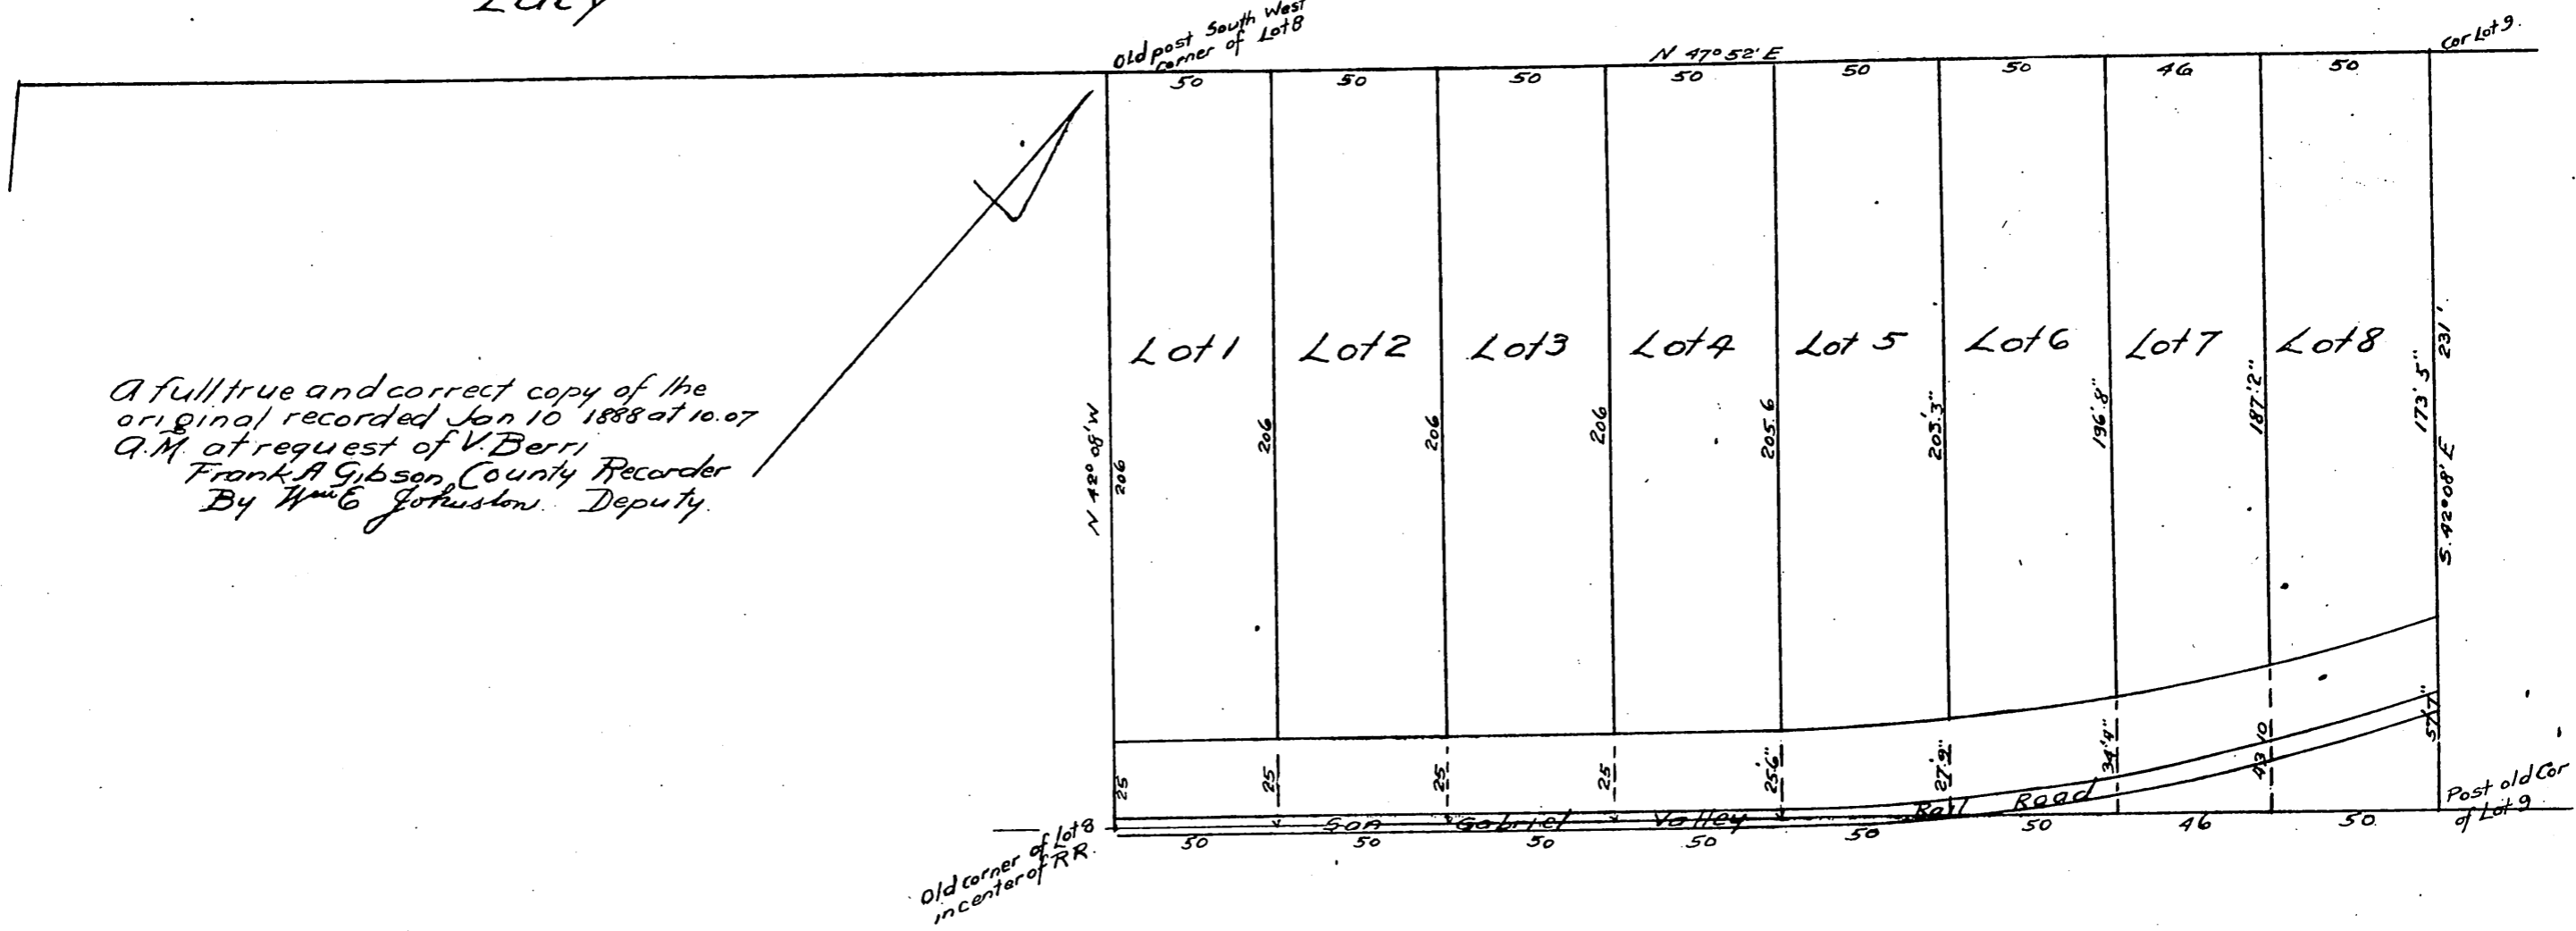 Lucy
Old post South West
corner of Lot 8
N 47° 52' E
Cor Lot 9.
50 50 50 50 50 50 46 50
Lot 1 Lot 2 Lot 3 Lot 4 Lot 5 Lot 6 Lot 7 Lot 8
231'.
A full true and correct copy of the
original recorded Jan 10 1888 at 10.07
A.M. at request of V. Berri
Frank A Gibson, County Recorder
By Wm E Johnston. Deputy.
N 42° 08' W
206 206 206 206 205.6 203'.3" 196'.8" 187'.2" 173'.5"
S. 42° 08' E
25 25 25 25 25'.6" 27'.9" 34'.4" 43 10 57'7"
San Gabriel Valley Rail Road
Post old Cor
of Lot 9
Old corner of Lot 8
in center of RR.
50 50 50 50 50 50 46 50.